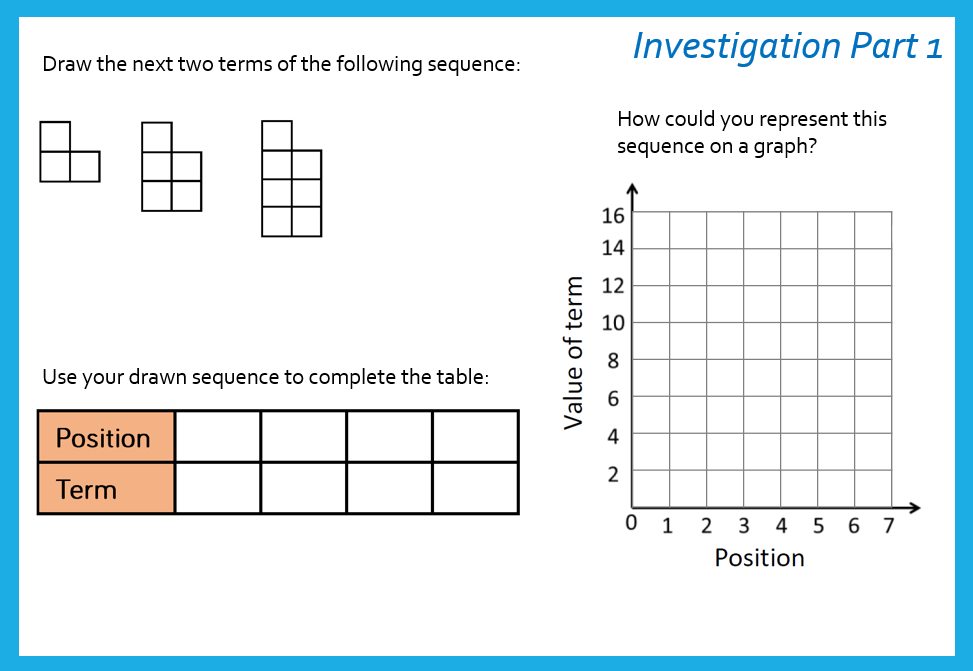 Investigation Part 1
Draw the next two terms of the following sequence:
How could you represent this
sequence on a graph?
Use your drawn sequence to complete the table:
Position
Term
Value of term
16
14
12
10
8
6
4
2
0 1 2 3 4 5 6 7
Position